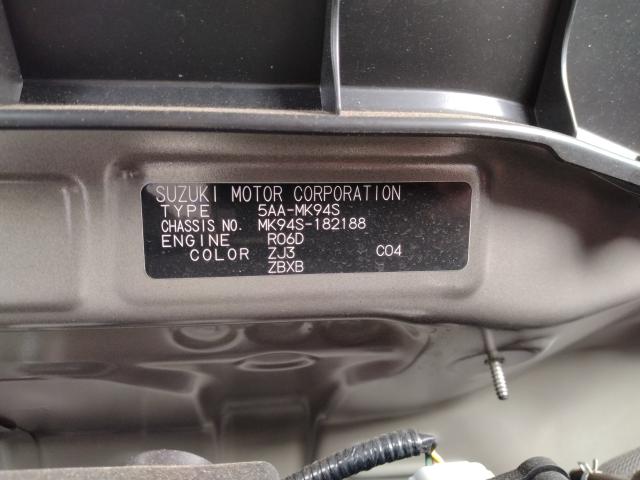 SUZUKI MOTOR CORPORATION
TYPE 5AA-MK94S
CHASSIS NO. MK94S-182188
ENGINE R06D
COLOR ZJ3 C04
ZBXB